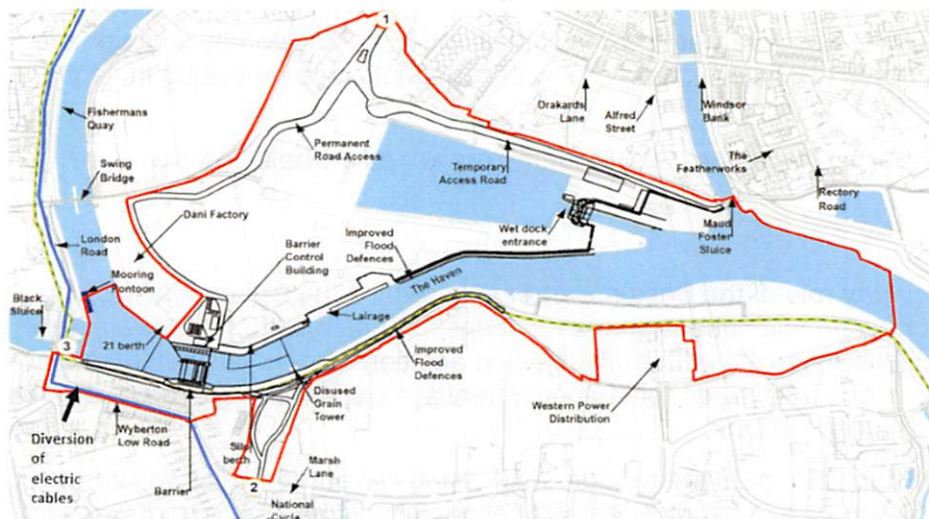 1
Fishermans
Quay
Drakards
Lane
Alfred
Street
Windsor
Bank
Permanent
Road Access
Temporary
Access Road
The
Featherworks
Swing
Bridge
Rectory
Road
Dani Factory
Wet dock
entrance
Maud
Foster
Sluice
London
Road
Barrier
Control
Building
Improved
Flood
Defences
The Haven
Mooring
Pontoon
Black
Sluice
Lairage
3
21 berth
Improved
Flood
Defences
Disused
Grain
Tower
Western Power
Distribution
Wyberton
Low Road
Diversion
of
electric
cables
Silo
berth
Marsh
Lane
Barrier
2
National
Cycle